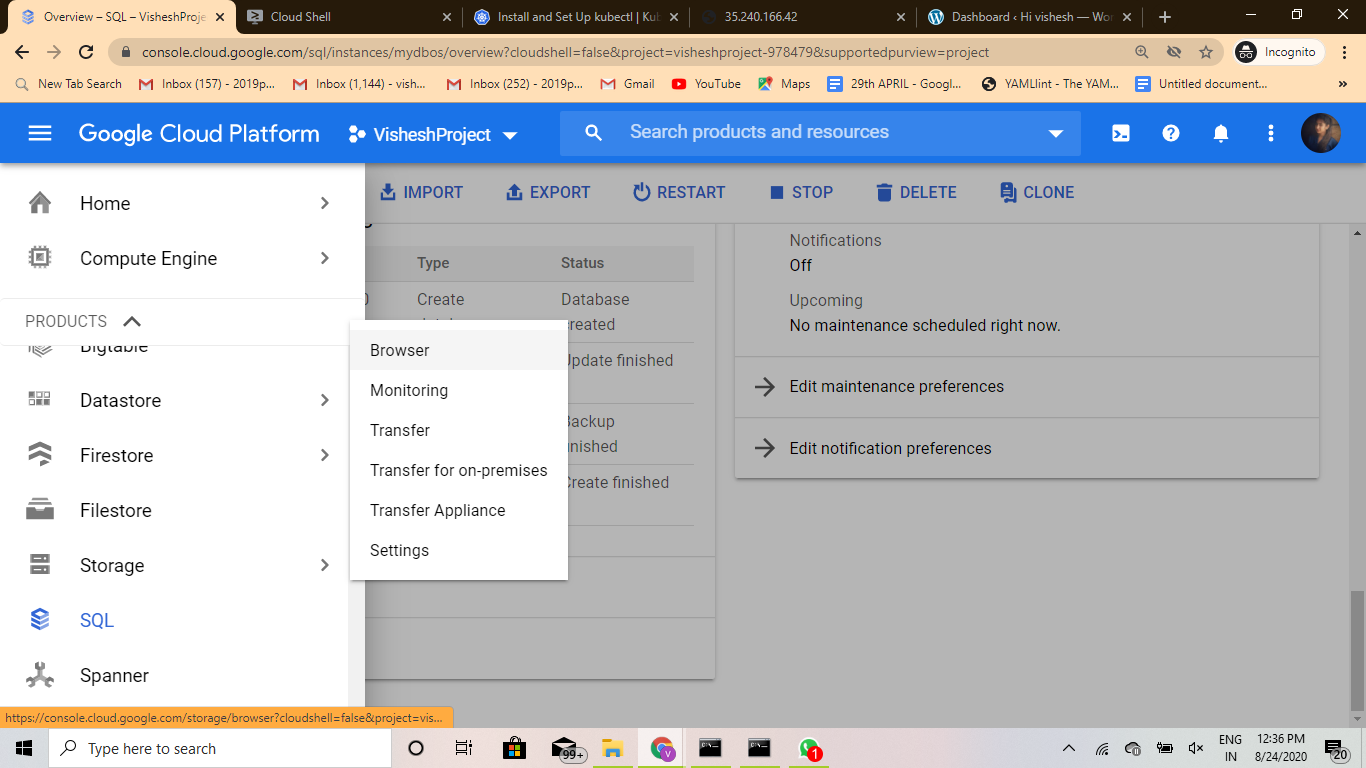 Overview – SQL – VisheshProje
Cloud Shell
Install and Set Up kubectl | Kub
35.240.166.42
Dashboard ‹ Hi vishesh — Wor
console.cloud.google.com/sql/instances/mydbos/overview?cloudshell=false&project=visheshproject-978479&supportedpurview=project
Incognito
New Tab Search
Inbox (157) - 2019p...
Inbox (1,144) - vish...
Inbox (252) - 2019p...
Gmail
YouTube
Maps
29th APRIL - Googl...
YAMLlint - The YAM...
Untitled document...
Google Cloud Platform
VisheshProject
Search products and resources
IMPORT
EXPORT
RESTART
STOP
DELETE
CLONE
Home
Compute Engine
PRODUCTS
Bigtable
Datastore
Firestore
Filestore
Storage
SQL
Spanner
Browser
Monitoring
Transfer
Transfer for on-premises
Transfer Appliance
Settings
Type
Status
Create
Database
created
Update finished
Backup
finished
Create finished
Notifications
Off
Upcoming
No maintenance scheduled right now.
Edit maintenance preferences
Edit notification preferences
https://console.cloud.google.com/storage/browser?cloudshell=false&project=vis...
Type here to search
99+
V
1
ENG
IN
12:36 PM
8/24/2020
20